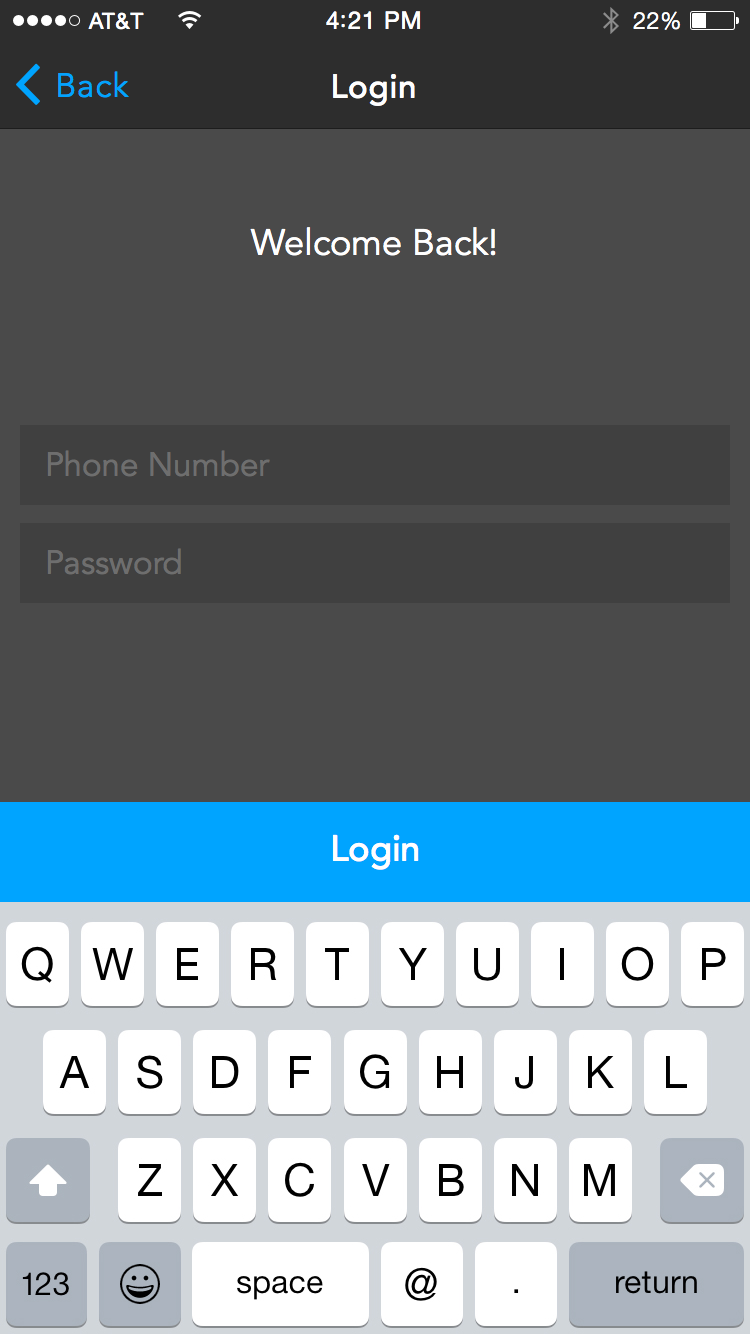 AT&T 4:21 PM 22%
Back Login
Welcome Back!
Phone Number
Password
Login
Q W E R T Y U I O P
A S D F G H J K L
Z X C V B N M
123 space @ . return